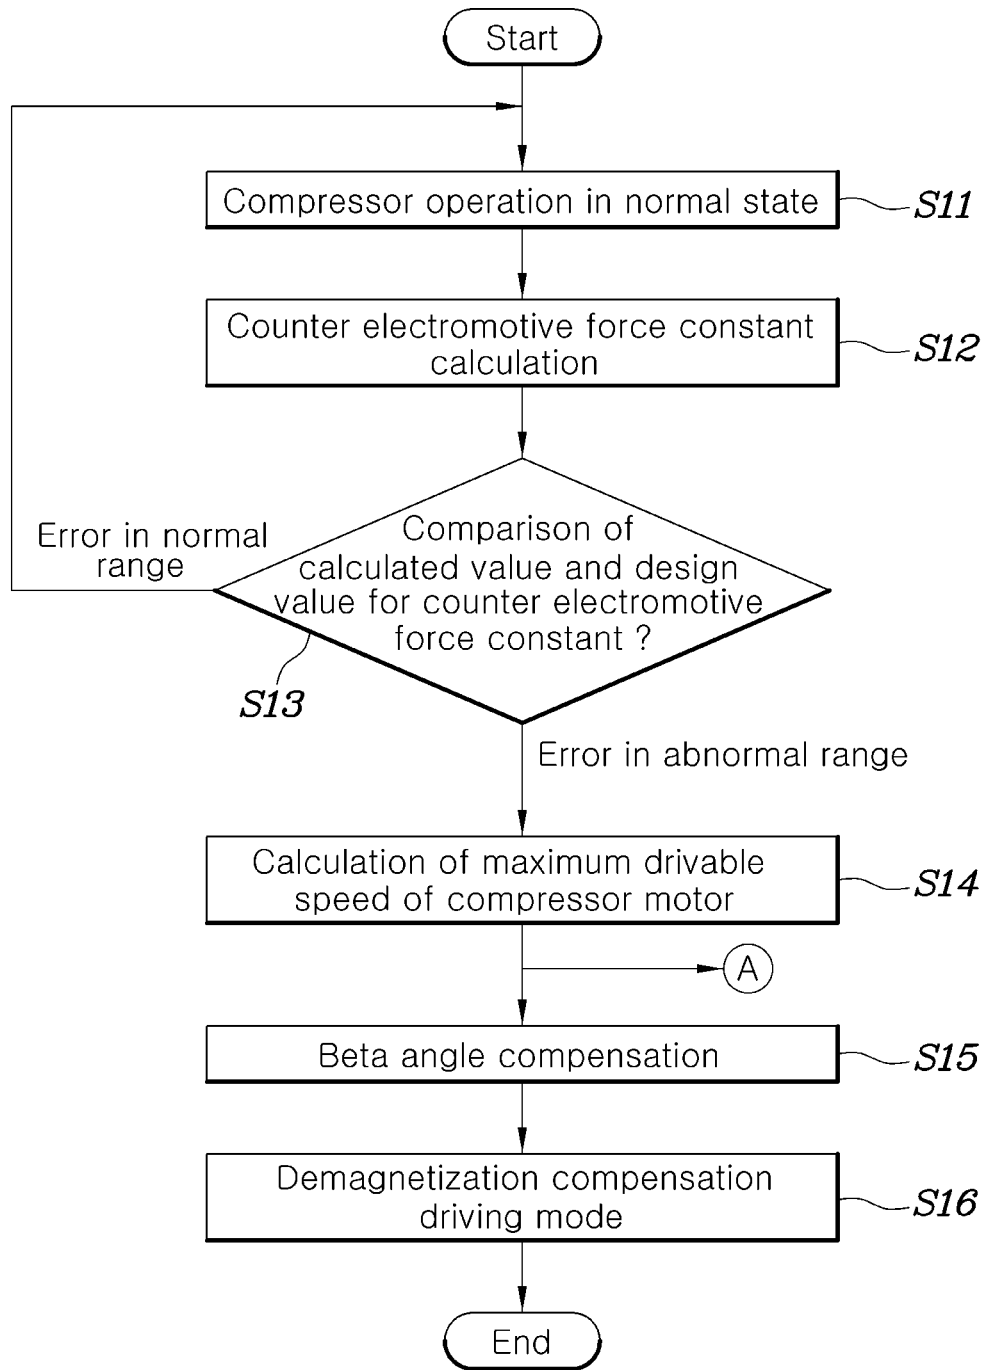 Start
Compressor operation in normal state
S11
Counter electromotive force constant
calculation
S12
Comparison of
calculated value and design
value for counter electromotive
force constant ?
Error in normal
range
S13
Error in abnormal range
Calculation of maximum drivable
speed of compressor motor
S14
A
Beta angle compensation
S15
Demagnetization compensation
driving mode
S16
End